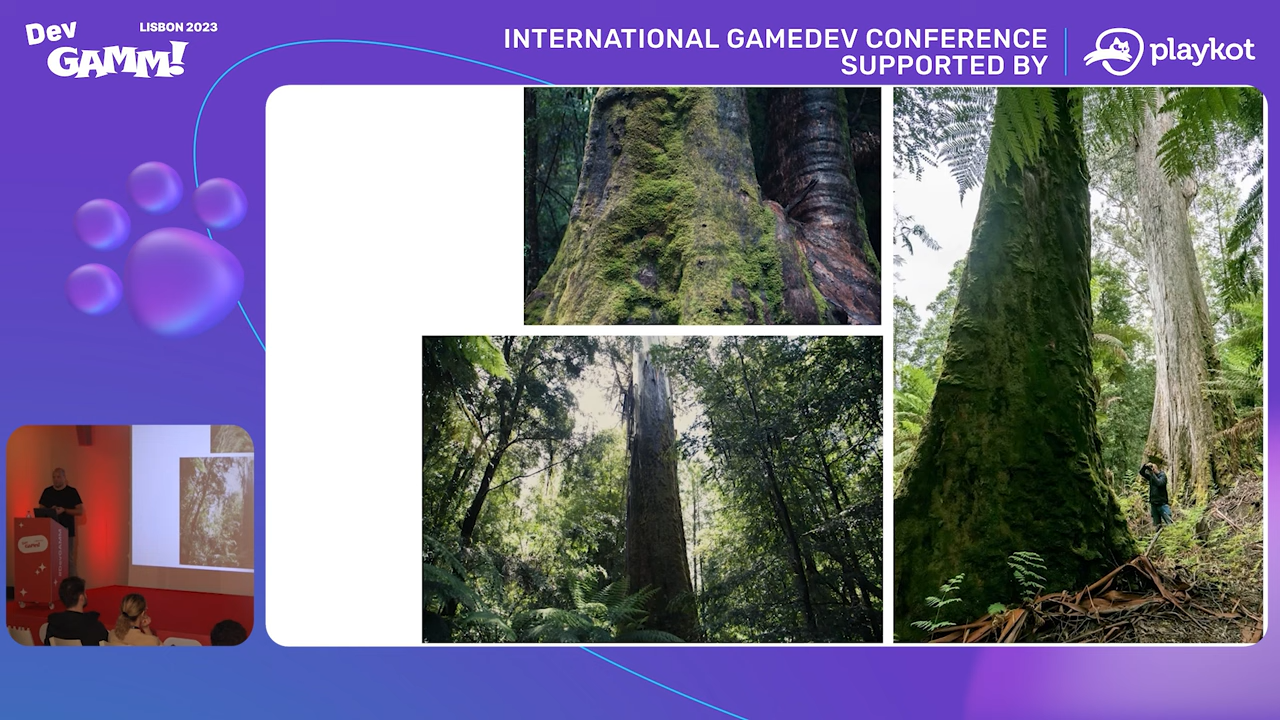 Dev
GAMM!
LISBON 2023
INTERNATIONAL GAMEDEV CONFERENCE
SUPPORTED BY
playkot